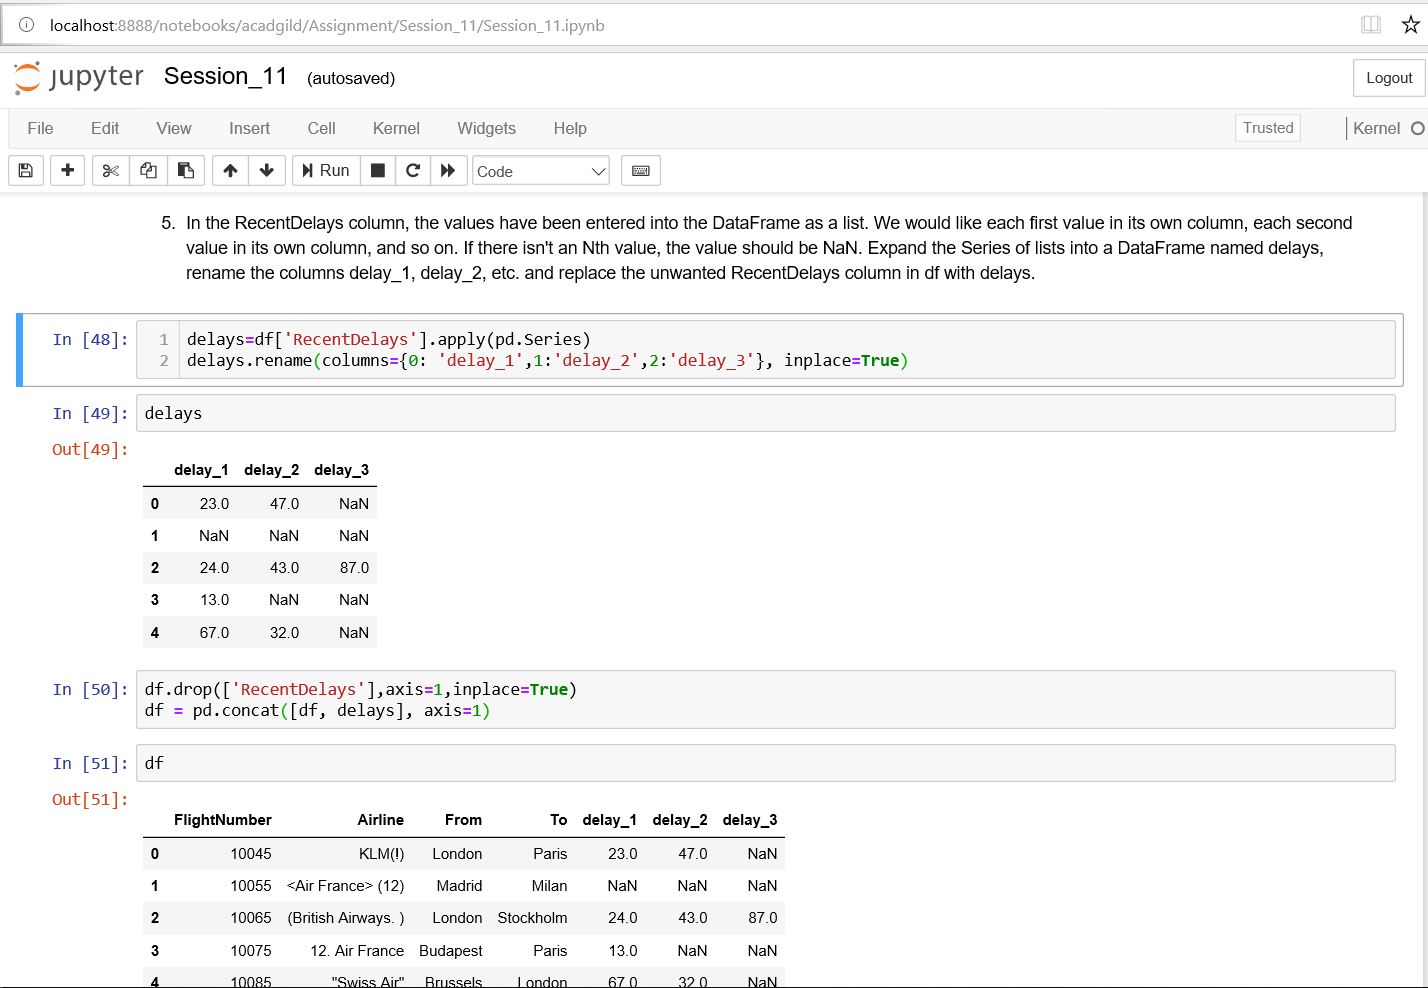 localhost:8888/notebooks/acadgild/Assignment/Session_11/Session_11.ipynb
jupyter Session_11 (autosaved)
Logout
File Edit View Insert Cell Kernel Widgets Help
Trusted
Kernel
Run
Code
5. In the RecentDelays column, the values have been entered into the DataFrame as a list. We would like each first value in its own column, each second
value in its own column, and so on. If there isn't an Nth value, the value should be NaN. Expand the Series of lists into a DataFrame named delays,
rename the columns delay_1, delay_2, etc. and replace the unwanted RecentDelays column in df with delays.
In [48]:
1 delays=df['RecentDelays'].apply(pd.Series)
2 delays.rename(columns={0: 'delay_1',1:'delay_2',2:'delay_3'}, inplace=True)
In [49]: delays
Out[49]:
delay_1 delay_2 delay_3
0 23.0 47.0 NaN
1 NaN NaN NaN
2 24.0 43.0 87.0
3 13.0 NaN NaN
4 67.0 32.0 NaN
In [50]: df.drop(['RecentDelays'],axis=1,inplace=True)
df = pd.concat([df, delays], axis=1)
In [51]: df
Out[51]:
FlightNumber Airline From To delay_1 delay_2 delay_3
0 10045 KLM(!) London Paris 23.0 47.0 NaN
1 10055 <Air France> (12) Madrid Milan NaN NaN NaN
2 10065 (British Airways. ) London Stockholm 24.0 43.0 87.0
3 10075 12. Air France Budapest Paris 13.0 NaN NaN
4 10085 "Swiss Air" Brussels London 67.0 32.0 NaN